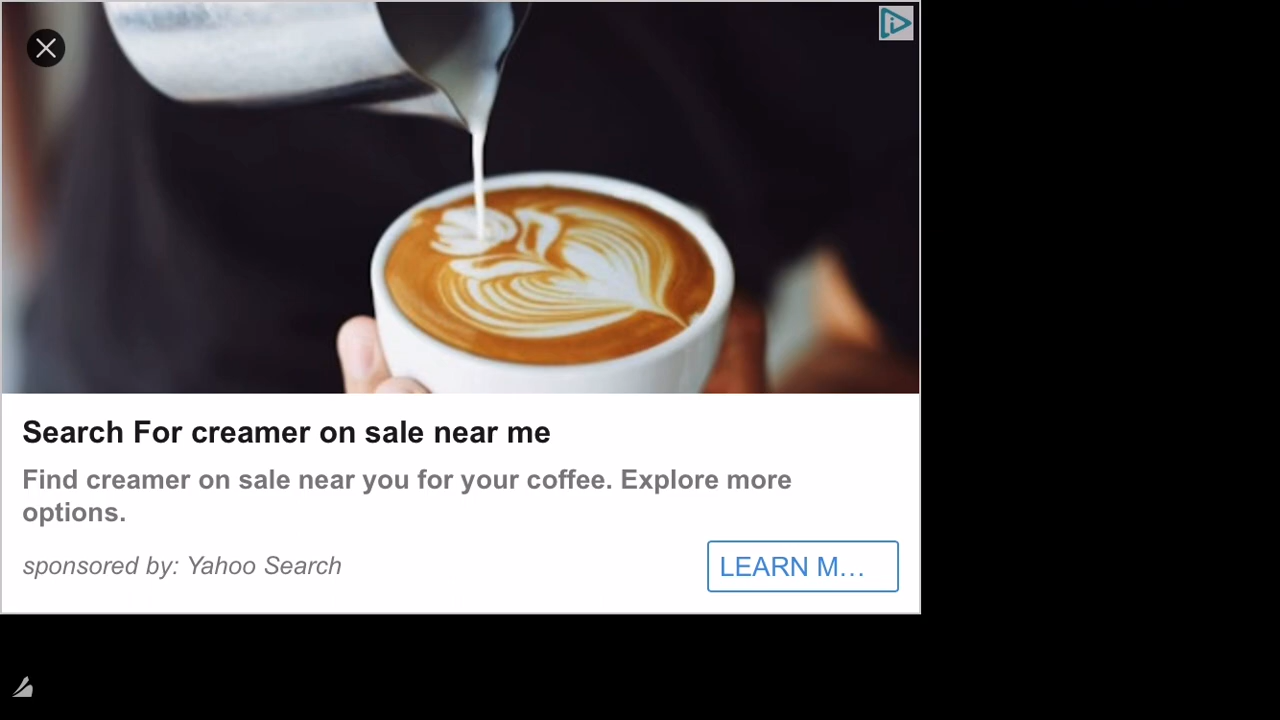 Search For creamer on sale near me
Find creamer on sale near you for your coffee. Explore more
options.
sponsored by: Yahoo Search
LEARN M...